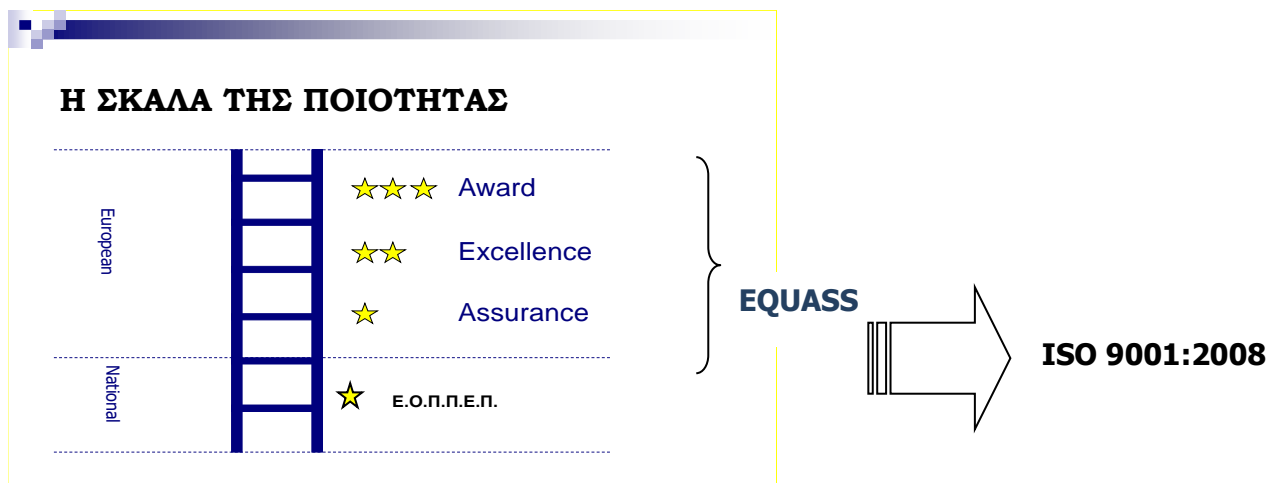 Η ΣΚΑΛΑ ΤΗΣ ΠΟΙΟΤΗΤΑΣ
European
Award
Excellence
Assurance
EQUASS
ISO 9001:2008
National
Ε.Ο.Π.Π.Ε.Π.